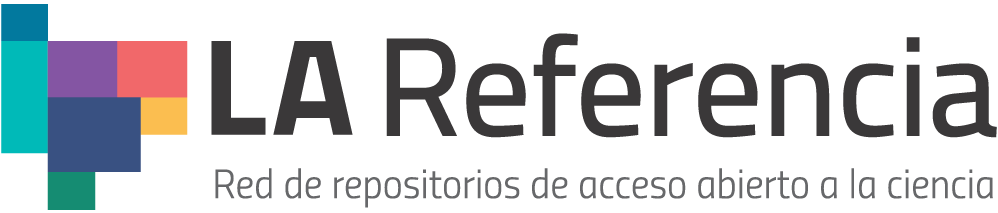 LA Referencia
Red de repositorios de acceso abierto a la ciencia